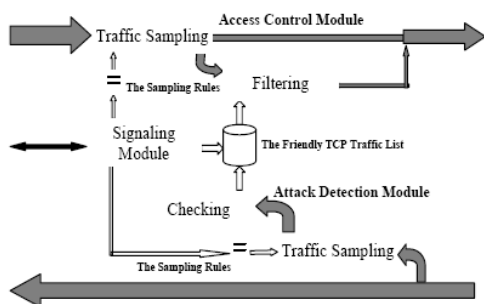 Access Control Module
Traffic Sampling
The Sampling Rules
Filtering
Signaling
Module
The Friendly TCP Traffic List
Attack Detection Module
Checking
Traffic Sampling
The Sampling Rules